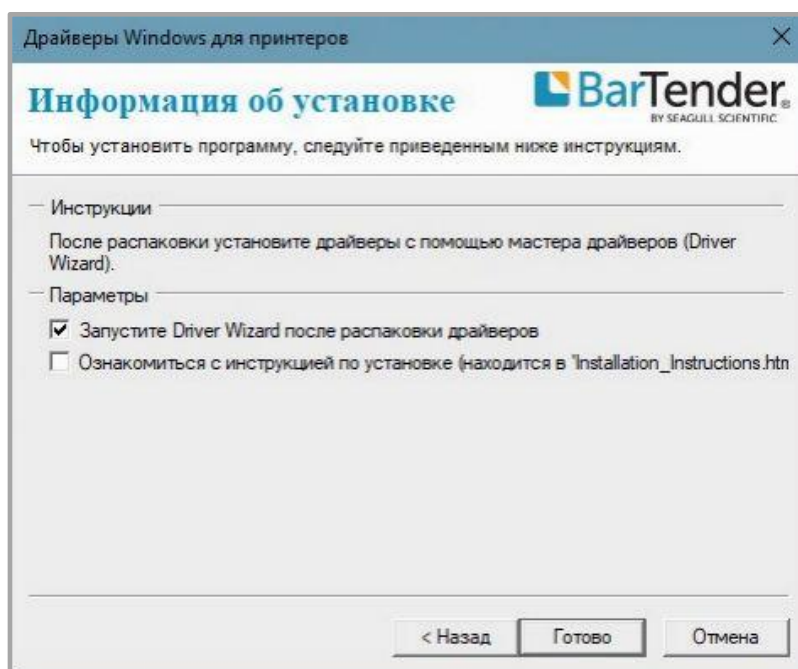 Драйверы Windows для принтеров
Информация об установке
BarTender®
BY SEAGULL SCIENTIFIC
Чтобы установить программу, следуйте приведенным ниже инструкциям.
Инструкции
После распаковки установите драйверы с помощью мастера драйверов (Driver
Wizard).
Параметры
Запустите Driver Wizard после распаковки драйверов
Ознакомиться с инструкцией по установке (находится в 'Installation_Instructions.htm
< Назад
Готово
Отмена